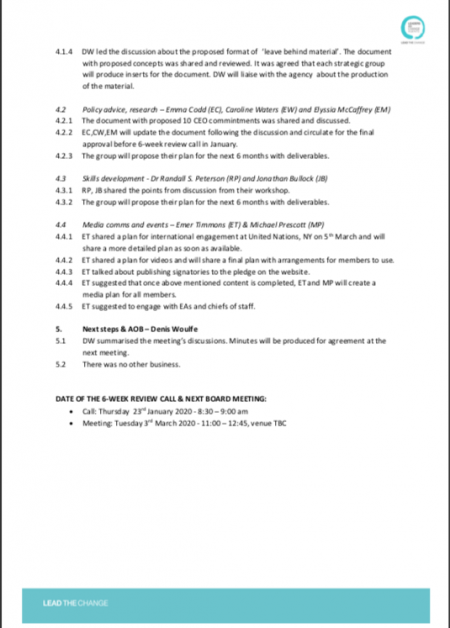 LEAD THE CHANGE
4.1.4 DW led the discussion about the proposed format of 'leave behind material'. The document
with proposed concepts was shared and reviewed. It was agreed that each strategic group
will produce inserts for the document. DW will liaise with the agency about the production
of the material.
4.2 Policy advice, research – Emma Codd (EC), Caroline Waters (EW) and Elyssia McCaffrey (EM)
4.2.1 The document with proposed 10 CEO commintments was shared and discussed.
4.2.2 EC,CW,EM will update the document following the discussion and circulate for the final
approval before 6-week review call in January.
4.2.3 The group will propose their plan for the next 6 months with deliverables.
4.3 Skills development - Dr Randall S. Peterson (RP) and Jonathan Bullock (JB)
4.3.1 RP, JB shared the points from discussion from their workshop.
4.3.2 The group will propose their plan for the next 6 months with deliverables.
4.4 Media comms and events – Emer Timmons (ET) & Michael Prescott (MP)
4.4.1 ET shared a plan for international engagement at United Nations, NY on 5th March and will
share a more detailed plan as soon as available.
4.4.2 ET shared a plan for videos and will share a final plan with arrangements for members to use.
4.4.3 ET talked about publishing signatories to the pledge on the website.
4.4.4 ET suggested that once above mentioned content is completed, ET and MP will create a
media plan for all members.
4.4.5 ET suggested to engage with EAs and chiefs of staff.
5. Next steps & AOB – Denis Woulfe
5.1 DW summarised the meeting's discussions. Minutes will be produced for agreement at the
next meeting.
5.2 There was no other business.
DATE OF THE 6-WEEK REVIEW CALL & NEXT BOARD MEETING:
• Call: Thursday 23rd January 2020 - 8:30 – 9:00 am
• Meeting: Tuesday 3rd March 2020 - 11:00 – 12:45, venue TBC
LEAD THE CHANGE